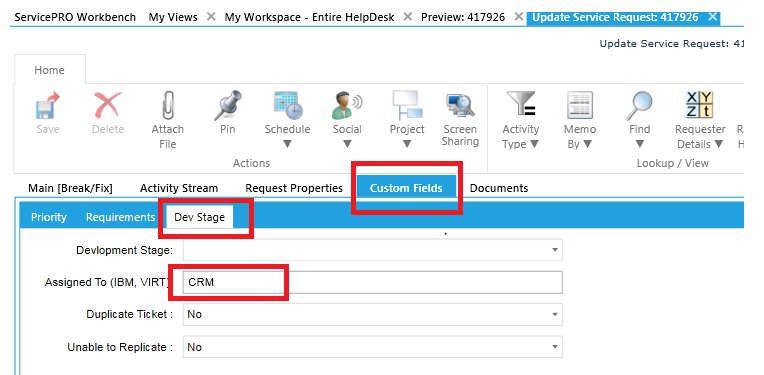 ServicePRO Workbench My Views ✕ My Workspace - Entire HelpDesk ✕ Preview: 417926 ✕ Update Service Request: 417926 ✕
Update Service Request: 41
Home
Save Delete Attach File Pin Schedule Social Project Screen Sharing Activity Type Memo By Find Requester Details R H
Actions Lookup / View
Main [Break/Fix] Activity Stream Request Properties Custom Fields Documents
Priority Requirements Dev Stage
Devlopment Stage:
Assigned To (IBM, VIRT) CRM
Duplicate Ticket : No
Unable to Replicate : No